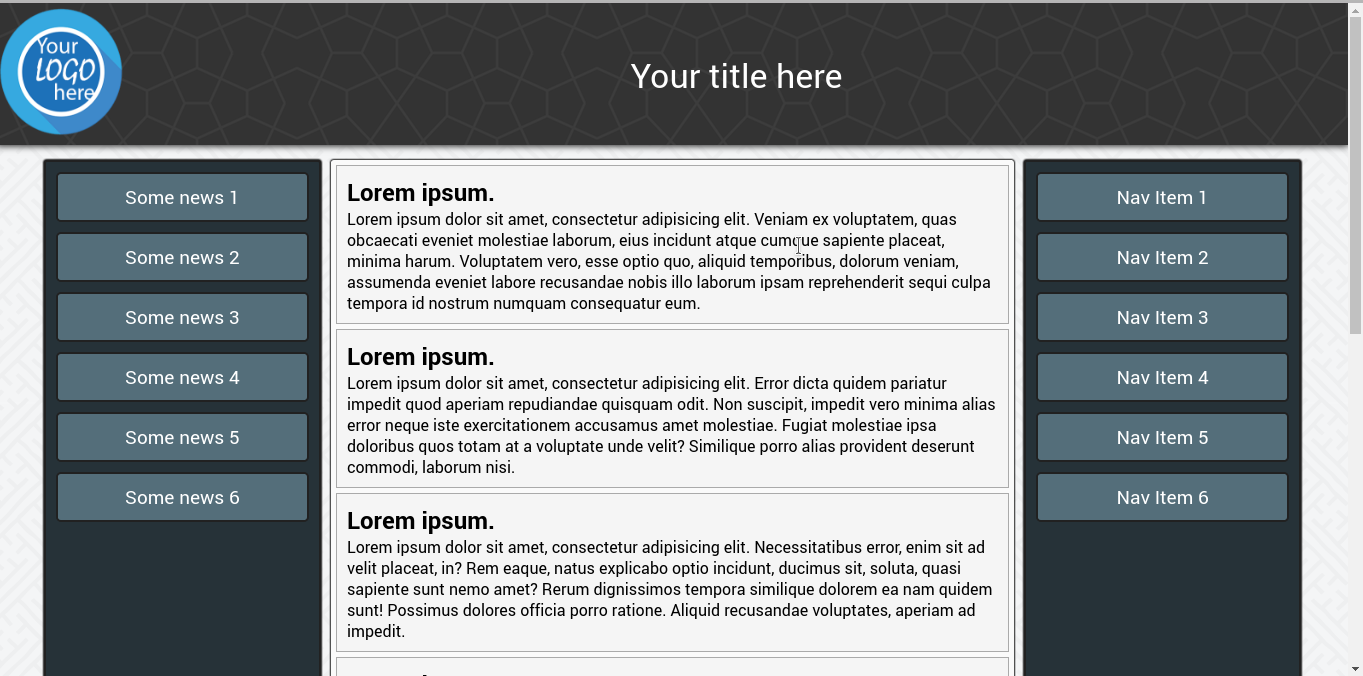 Your
LOGO
here
Your title here
Some news 1
Some news 2
Some news 3
Some news 4
Some news 5
Some news 6
Lorem ipsum.
Lorem ipsum dolor sit amet, consectetur adipisicing elit. Veniam ex voluptatem, quas
obcaecati eveniet molestiae laborum, eius incidunt atque cumque sapiente placeat,
minima harum. Voluptatem vero, esse optio quo, aliquid temporibus, dolorum veniam,
assumenda eveniet labore recusandae nobis illo laborum ipsam reprehenderit sequi culpa
tempora id nostrum numquam consequatur eum.
Lorem ipsum.
Lorem ipsum dolor sit amet, consectetur adipisicing elit. Error dicta quidem pariatur
impedit quod aperiam repudiandae quisquam odit. Non suscipit, impedit vero minima alias
error neque iste exercitationem accusamus amet molestiae. Fugiat molestiae ipsa
doloribus quos totam at a voluptate unde velit? Similique porro alias provident deserunt
commodi, laborum nisi.
Lorem ipsum.
Lorem ipsum dolor sit amet, consectetur adipisicing elit. Necessitatibus error, enim sit ad
velit placeat, in? Rem eaque, natus explicabo optio incidunt, ducimus sit, soluta, quasi
sapiente sunt nemo amet? Rerum dignissimos tempora similique dolorem ea nam quidem
sunt! Possimus dolores officia porro ratione. Aliquid recusandae voluptates, aperiam ad
impedit.
Nav Item 1
Nav Item 2
Nav Item 3
Nav Item 4
Nav Item 5
Nav Item 6